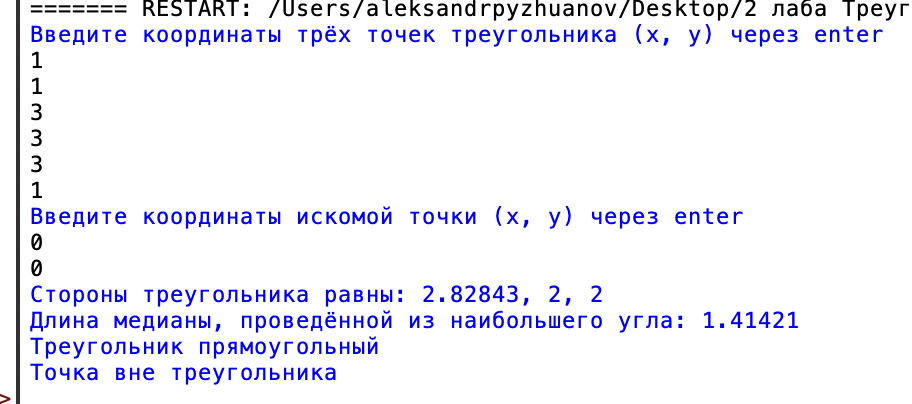 ======= RESTART: /Users/aleksandrpyzhuanov/Desktop/2 лаба Треуг
Введите координаты трёх точек треугольника (x, y) через enter
1
1
3
3
3
1
Введите координаты искомой точки (x, y) через enter
0
0
Стороны треугольника равны: 2.82843, 2, 2
Длина медианы, проведённой из наибольшего угла: 1.41421
Треугольник прямоугольный
Точка вне треугольника
>